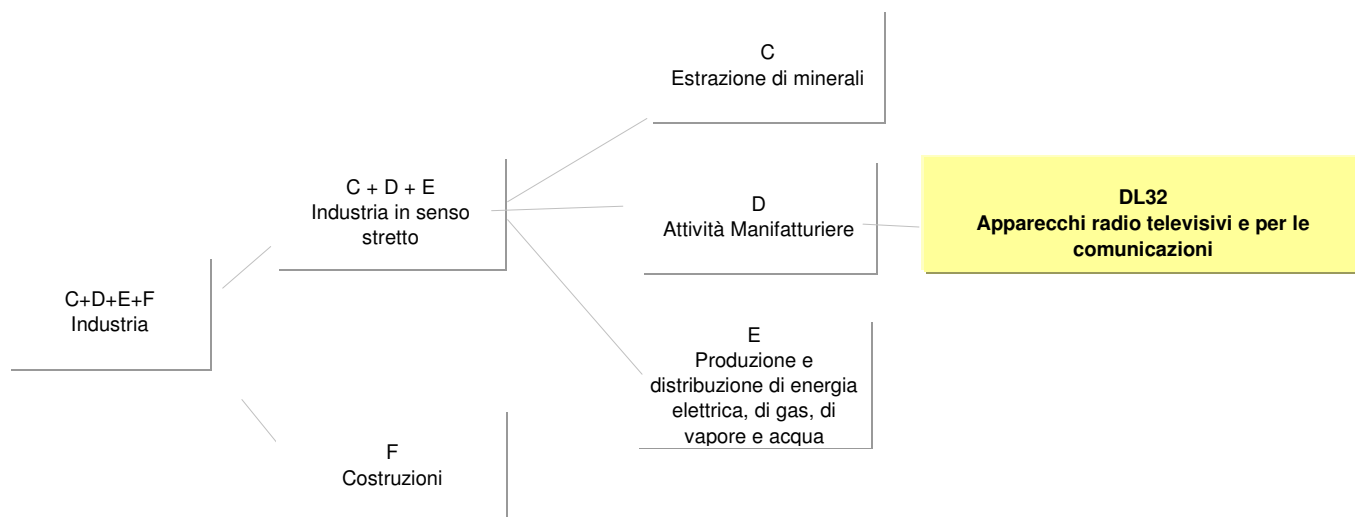 C
Estrazione di minerali
C + D + E
Industria in senso
stretto
D
Attività Manifatturiere
DL32
Apparecchi radio televisivi e per le
comunicazioni
C+D+E+F
Industria
E
Produzione e
distribuzione di energia
elettrica, di gas, di
vapore e acqua
F
Costruzioni